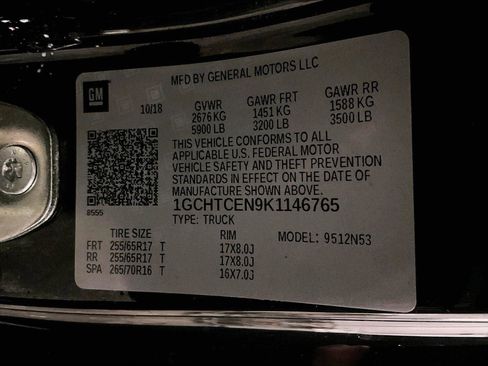 MFD BY GENERAL MOTORS LLC
GM
10/18
GVWR GAWR FRT GAWR RR
2676 KG 1451 KG 1588 KG
5900 LB 3200 LB 3500 LB
THIS VEHICLE CONFORMS TO ALL
APPLICABLE U.S. FEDERAL MOTOR
VEHICLE SAFETY AND THEFT PREVENTION
STANDARDS IN EFFECT ON THE DATE OF
MANUFACTURE SHOWN ABOVE.
8555
1GCHTCEN9K1146765
TYPE: TRUCK
MODEL: 9512N53
TIRE SIZE RIM
FRT 255/65R17 T 17X8.0J
RR 255/65R17 T 17X8.0J
SPA 265/70R16 T 16X7.0J